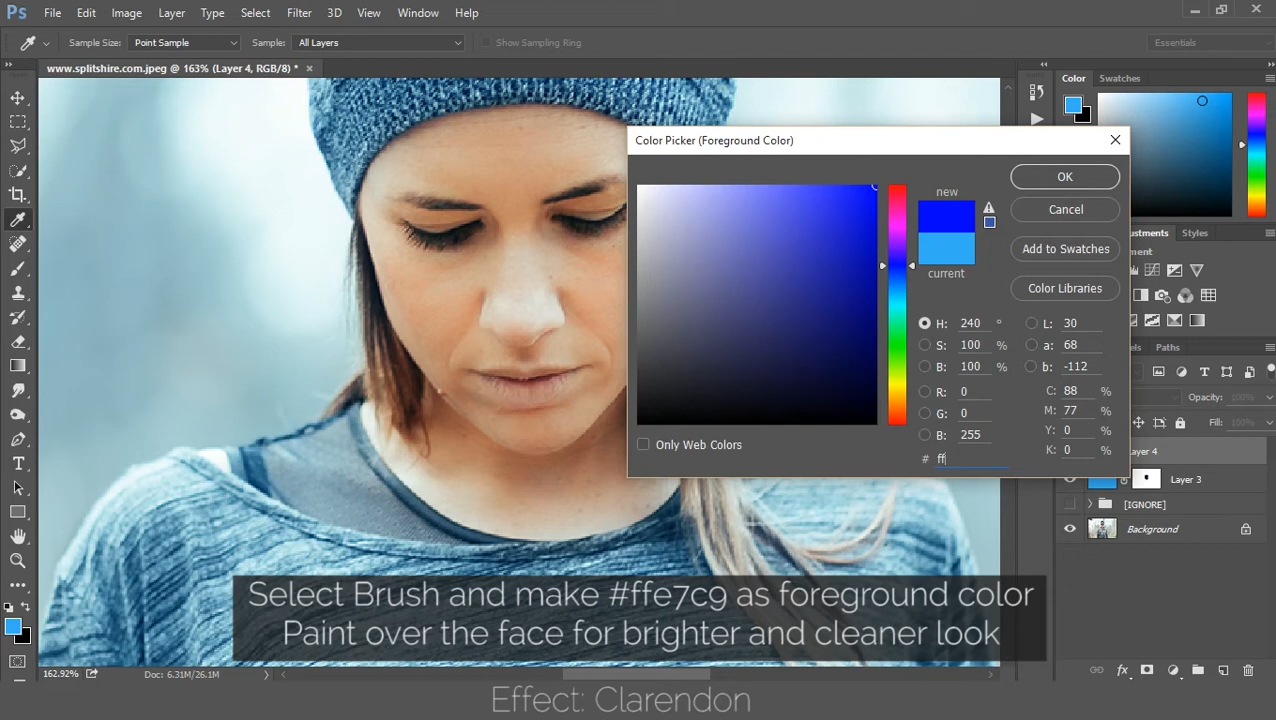 Ps File Edit Image Layer Type Select Filter 3D View Window Help
Sample Size: Point Sample Sample: All Layers Show Sampling Ring Essentials
www.splitshire.com.jpeg @ 163% (Layer 4, RGB/8) * ×
Color Swatches
Color Picker (Foreground Color)
OK
new
Cancel
Styles
Add to Swatches
current
Color Libraries
H: 240 ° L: 30
S: 100 % a: 68
Paths
B: 100 % b: -112
R: 0 C: 88 %
Opacity: 100%
G: 0 M: 77 %
Fill: 100%
B: 255 Y: 0 %
Only Web Colors
K: 0 %
# ff
Layer 3
[IGNORE]
Background
Select Brush and make #ffe7c9 as foreground color
Paint over the face for brighter and cleaner look
162.92% Doc: 6.31M/26.1M
Effect: Clarendon